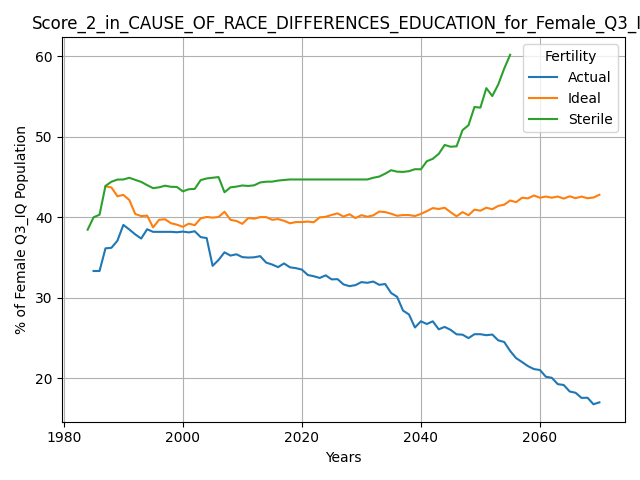 Score_2_in_CAUSE_OF_RACE_DIFFERENCES_EDUCATION_for_Female_Q3_I
Fertility
Actual
Ideal
Sterile
% of Female Q3_IQ Population
60
50
40
30
20
1980
2000
2020
2040
2060
Years